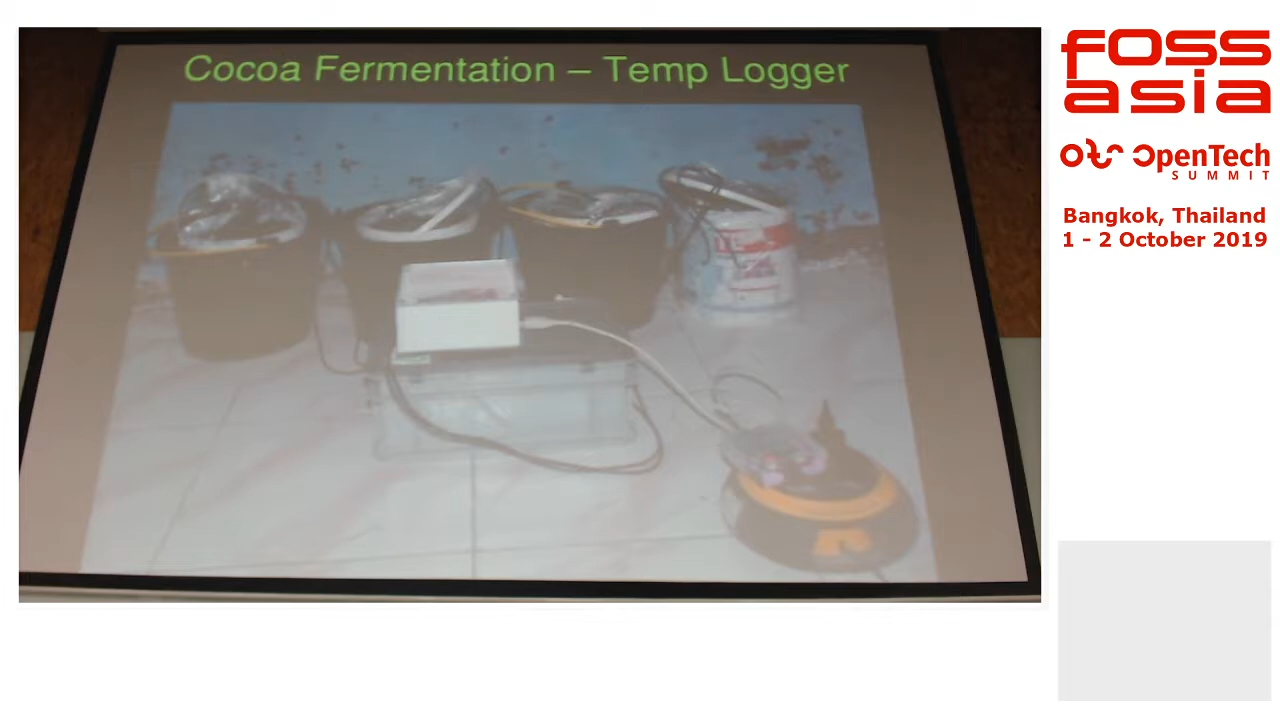 Cocoa Fermentation – Temp Logger
foss
asia
OpenTech
SUMMIT
Bangkok, Thailand
1 - 2 October 2019